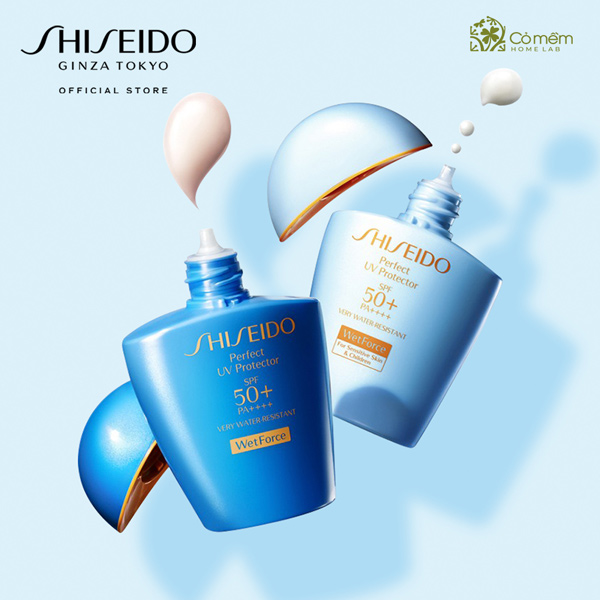 SHISEIDO
GINZA TOKYO
OFFICIAL STORE
Cỏ mềm
HOME LAB
SHISEIDO
Perfect
UV Protector
SPF
50+
PA++++
VERY WATER-RESISTANT
WetForce
For Sensitive Skin
& Children
SHISEIDO
Perfect
UV Protector
SPF
50+
PA++++
VERY WATER-RESISTANT
WetForce